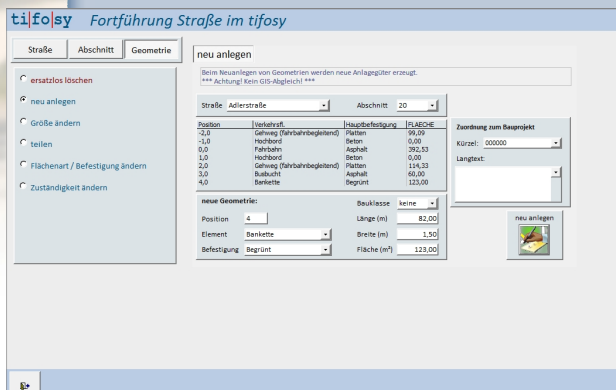 tifosy Fortführung Straße im tifosy
Straße Abschnitt Geometrie
ersatzlos löschen
neu anlegen
Größe ändern
teilen
Flächenart / Befestigung ändern
Zuständigkeit ändern
neu anlegen
Beim Neuanlegen von Geometrien werden neue Anlagegüter erzeugt.
*** Achtung! Kein GIS-Abgleich! ***
Straße Adlerstraße Abschnitt 20
Position Verkehrsfl. Hauptbefestigung FLAECHE
-2,0 Gehweg (fahrbahnbegleitend) Platten 99,09
-1,0 Hochbord Beton 0,00
0,0 Fahrbahn Asphalt 392,53
1,0 Hochbord Beton 0,00
2,0 Gehweg (fahrbahnbegleitend) Platten 114,33
3,0 Busbucht Asphalt 60,00
4,0 Bankette Begrünt 123,00
Zuordnung zum Bauprojekt
Kürzel: 000000
Langtext:
neue Geometrie: Bauklasse keine
Position 4 Länge (m) 82,00
Element Bankette Breite (m) 1,50
Befestigung Begrünt Fläche (m²) 123,00
neu anlegen